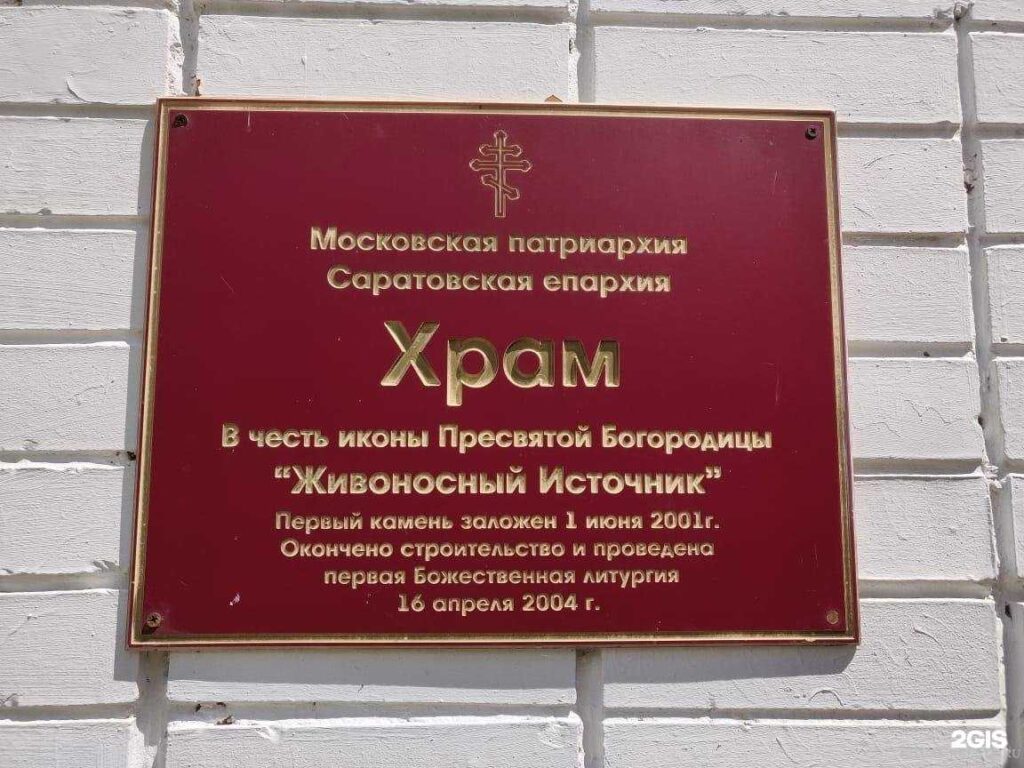 Московская патриархия
Саратовская епархия
Храм
В честь иконы Пресвятой Богородицы
“Живоносный Источник”
Первый камень заложен 1 июня 2001г.
Окончено строительство и проведена
первая Божественная литургия
16 апреля 2004 г.
2GIS